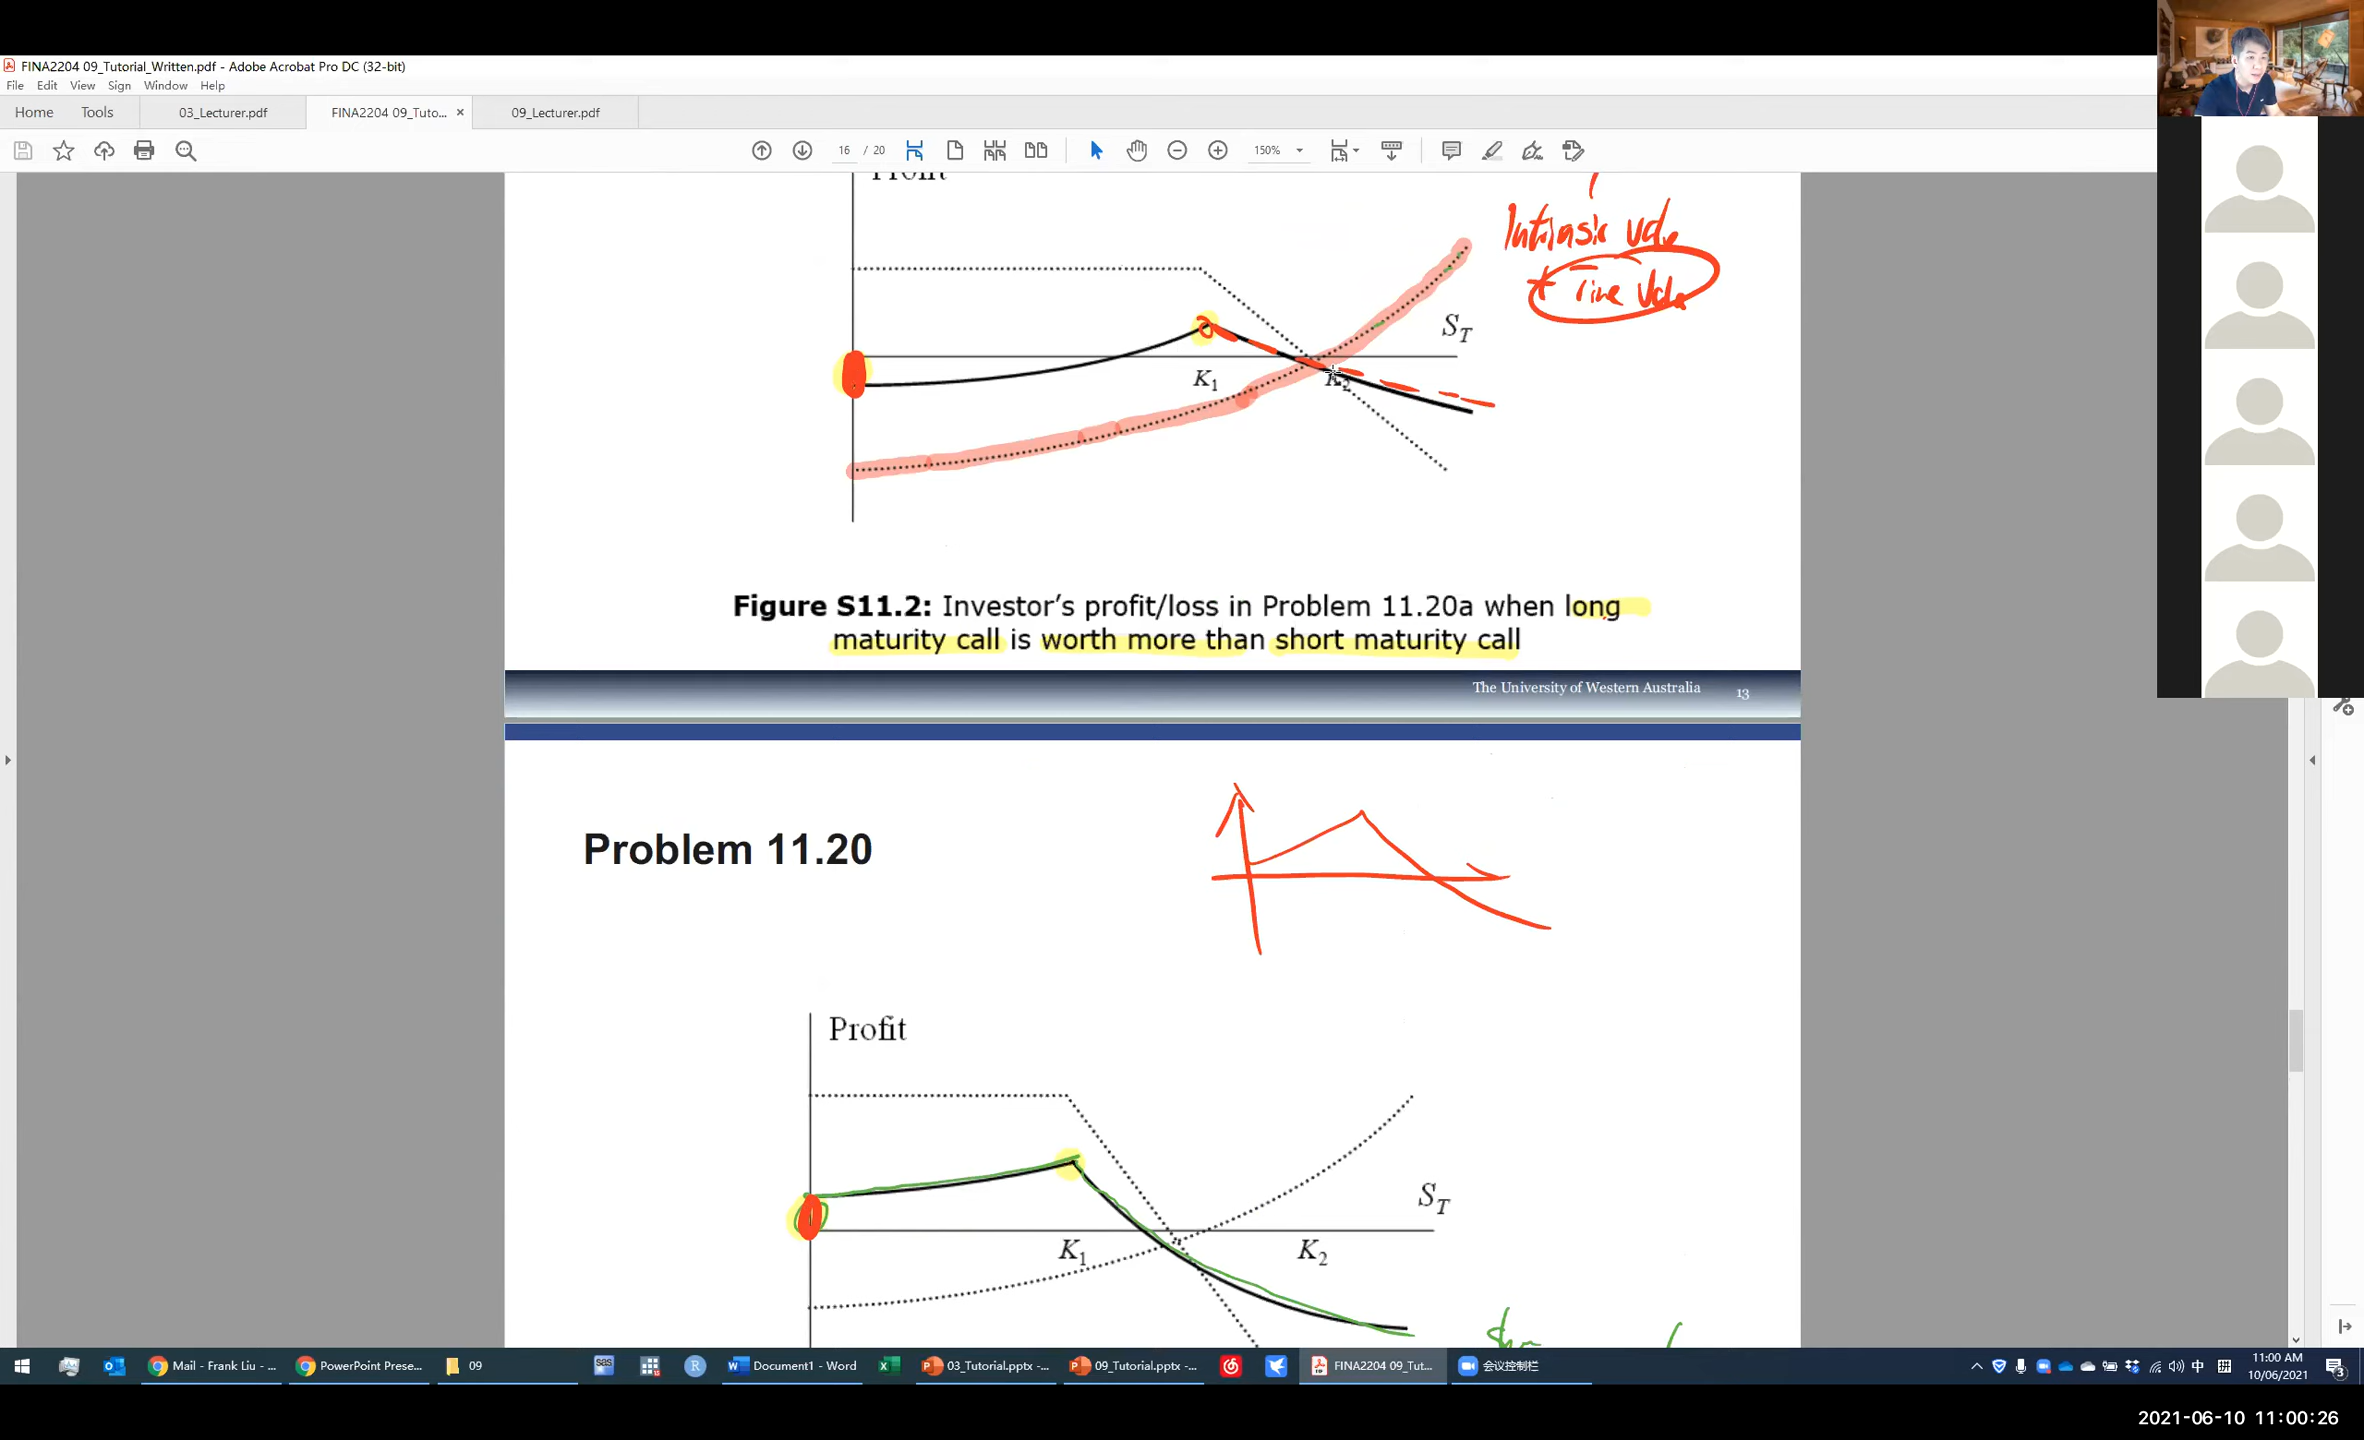 FINA2204 09_Tutorial_Written.pdf - Adobe Acrobat Pro DC (32-bit)
File Edit View Sign Window Help
Home Tools 03_Lecturer.pdf FINA2204 09_Tuto... × 09_Lecturer.pdf
16 / 20 150%
Profit
Intrinsic
+ Time
S_T
K_1
K_2
Figure S11.2: Investor's profit/loss in Problem 11.20a when long
maturity call is worth more than short maturity call
The University of Western Australia 13
Problem 11.20
Profit
S_T
K_1
K_2
Mail - Frank Liu - ... PowerPoint Prese... 09 Document1 - Word 03_Tutorial.pptx -... 09_Tutorial.pptx -... FINA2204 09_Tut... 会议控制栏
中 拼 11:00 AM
10/06/2021
3
2021-06-10 11:00:26